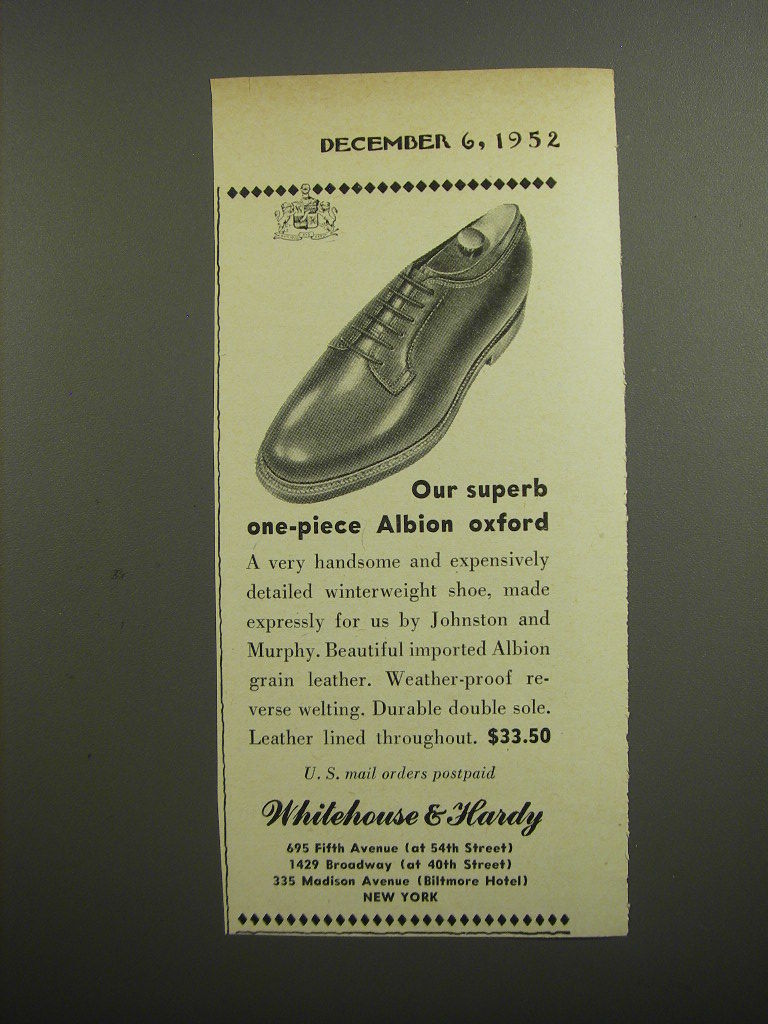 DECEMBER 6, 1952
Our superb
one-piece Albion oxford
A very handsome and expensively
detailed winterweight shoe, made
expressly for us by Johnston and
Murphy. Beautiful imported Albion
grain leather. Weather-proof re-
verse welting. Durable double sole.
Leather lined throughout. $33.50
U. S. mail orders postpaid
Whitehouse & Hardy
695 Fifth Avenue (at 54th Street)
1429 Broadway (at 40th Street)
335 Madison Avenue (Biltmore Hotel)
NEW YORK